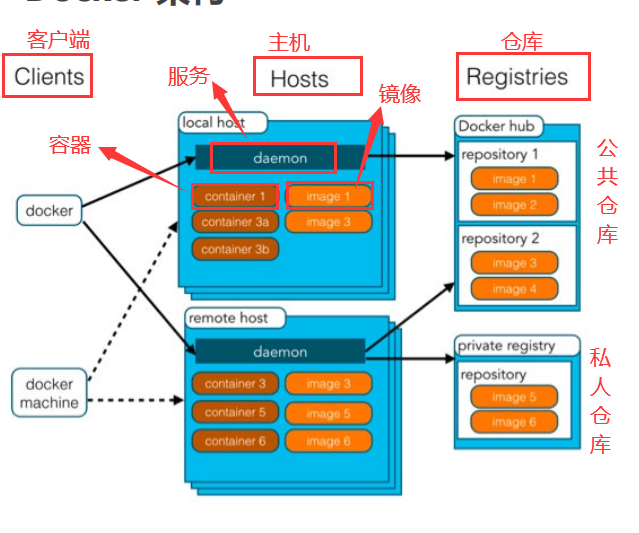 Docker 架构
客户端
主机
仓库
Clients
Hosts
Registries
服务
镜像
容器
local host
daemon
container 1
image 1
container 3a
image 3
container 3b
docker
docker
machine
remote host
daemon
container 3
image 3
container 5
image 5
container 6
image 6
Docker hub
repository 1
image 1
image 2
repository 2
image 3
image 4
公共仓库
private registry
repository
image 5
image 6
私人仓库